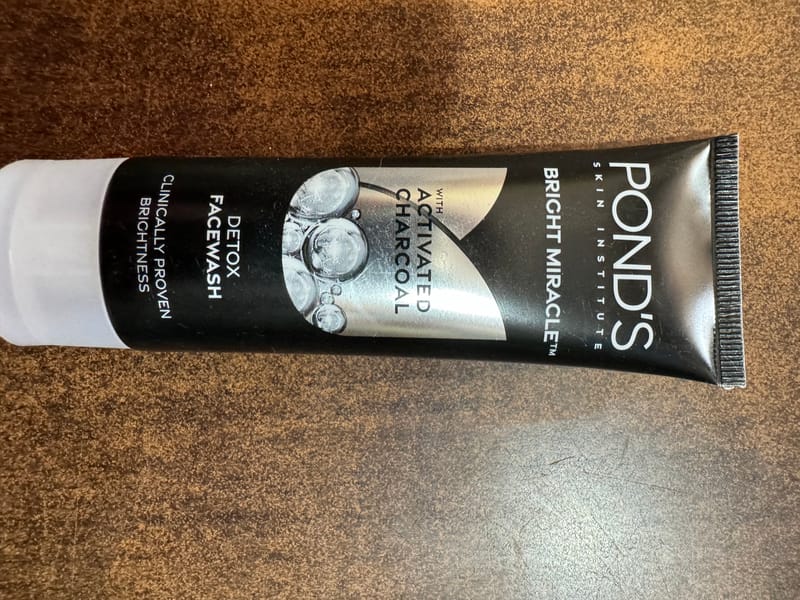 POND'S
SKIN INSTITUTE
BRIGHT MIRACLE™
WITH
ACTIVATED
CHARCOAL
DETOX
FACEWASH
CLINICALLY PROVEN
BRIGHTNESS